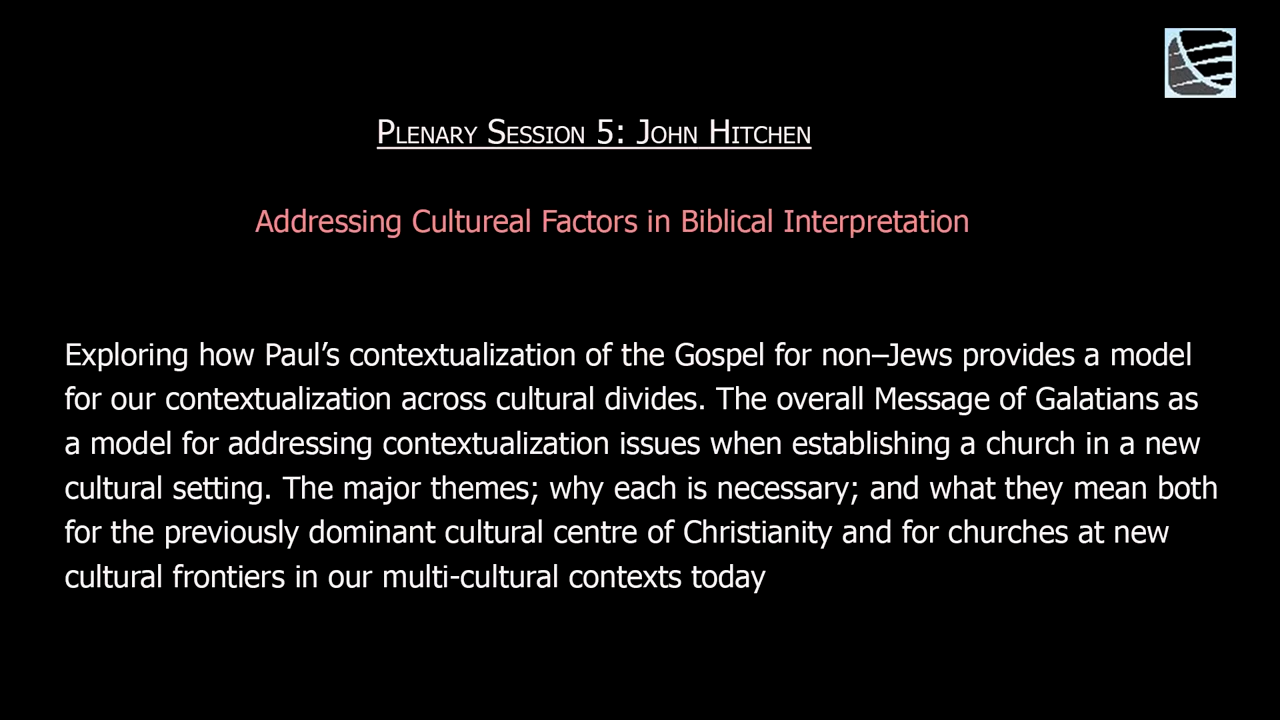 PLENARY SESSION 5: JOHN HITCHEN
Addressing Cultureal Factors in Biblical Interpretation
Exploring how Paul’s contextualization of the Gospel for non–Jews provides a model
for our contextualization across cultural divides. The overall Message of Galatians as
a model for addressing contextualization issues when establishing a church in a new
cultural setting. The major themes; why each is necessary; and what they mean both
for the previously dominant cultural centre of Christianity and for churches at new
cultural frontiers in our multi-cultural contexts today